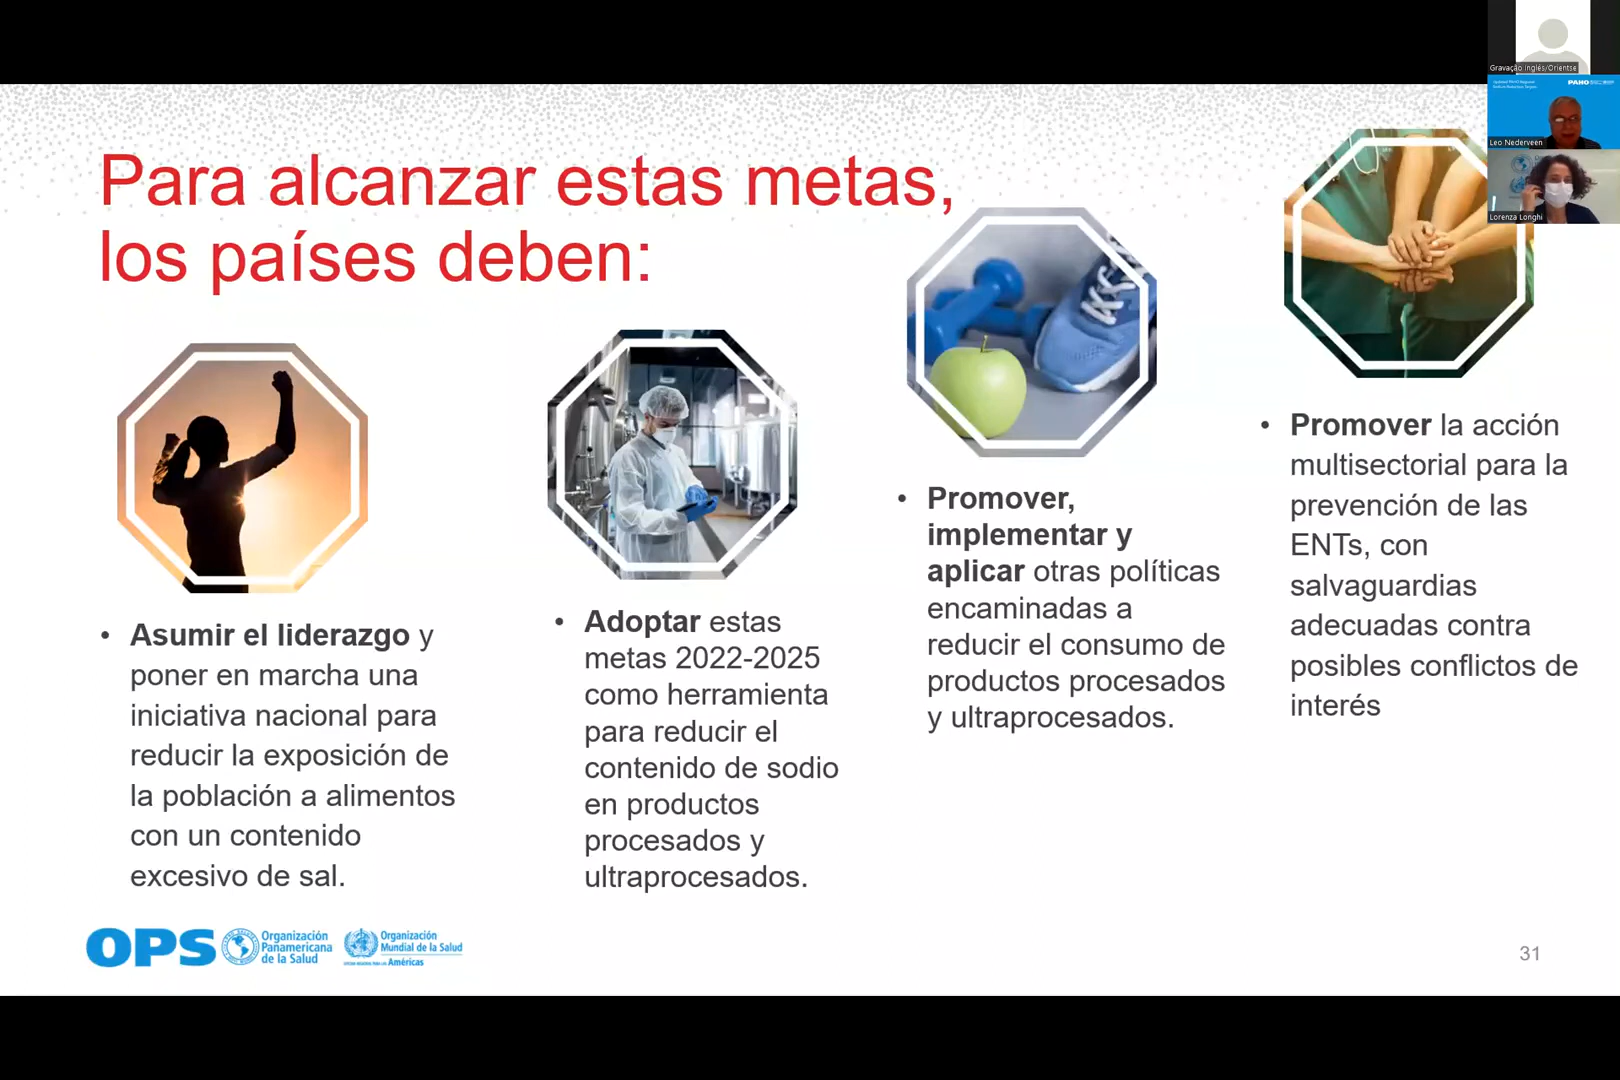 Gravação Inglês/Orientse
PAHO
Leo Nederveen
Lorenza Longhi
Para alcanzar estas metas,
los países deben:
• Asumir el liderazgo y
poner en marcha una
iniciativa nacional para
reducir la exposición de
la población a alimentos
con un contenido
excesivo de sal.
• Adoptar estas
metas 2022-2025
como herramienta
para reducir el
contenido de sodio
en productos
procesados y
ultraprocesados.
• Promover,
implementar y
aplicar otras políticas
encaminadas a
reducir el consumo de
productos procesados
y ultraprocesados.
• Promover la acción
multisectorial para la
prevención de las
ENTs, con
salvaguardias
adecuadas contra
posibles conflictos de
interés
OPS
Organización
Panamericana
de la Salud
Organización
Mundial de la Salud
Américas
31